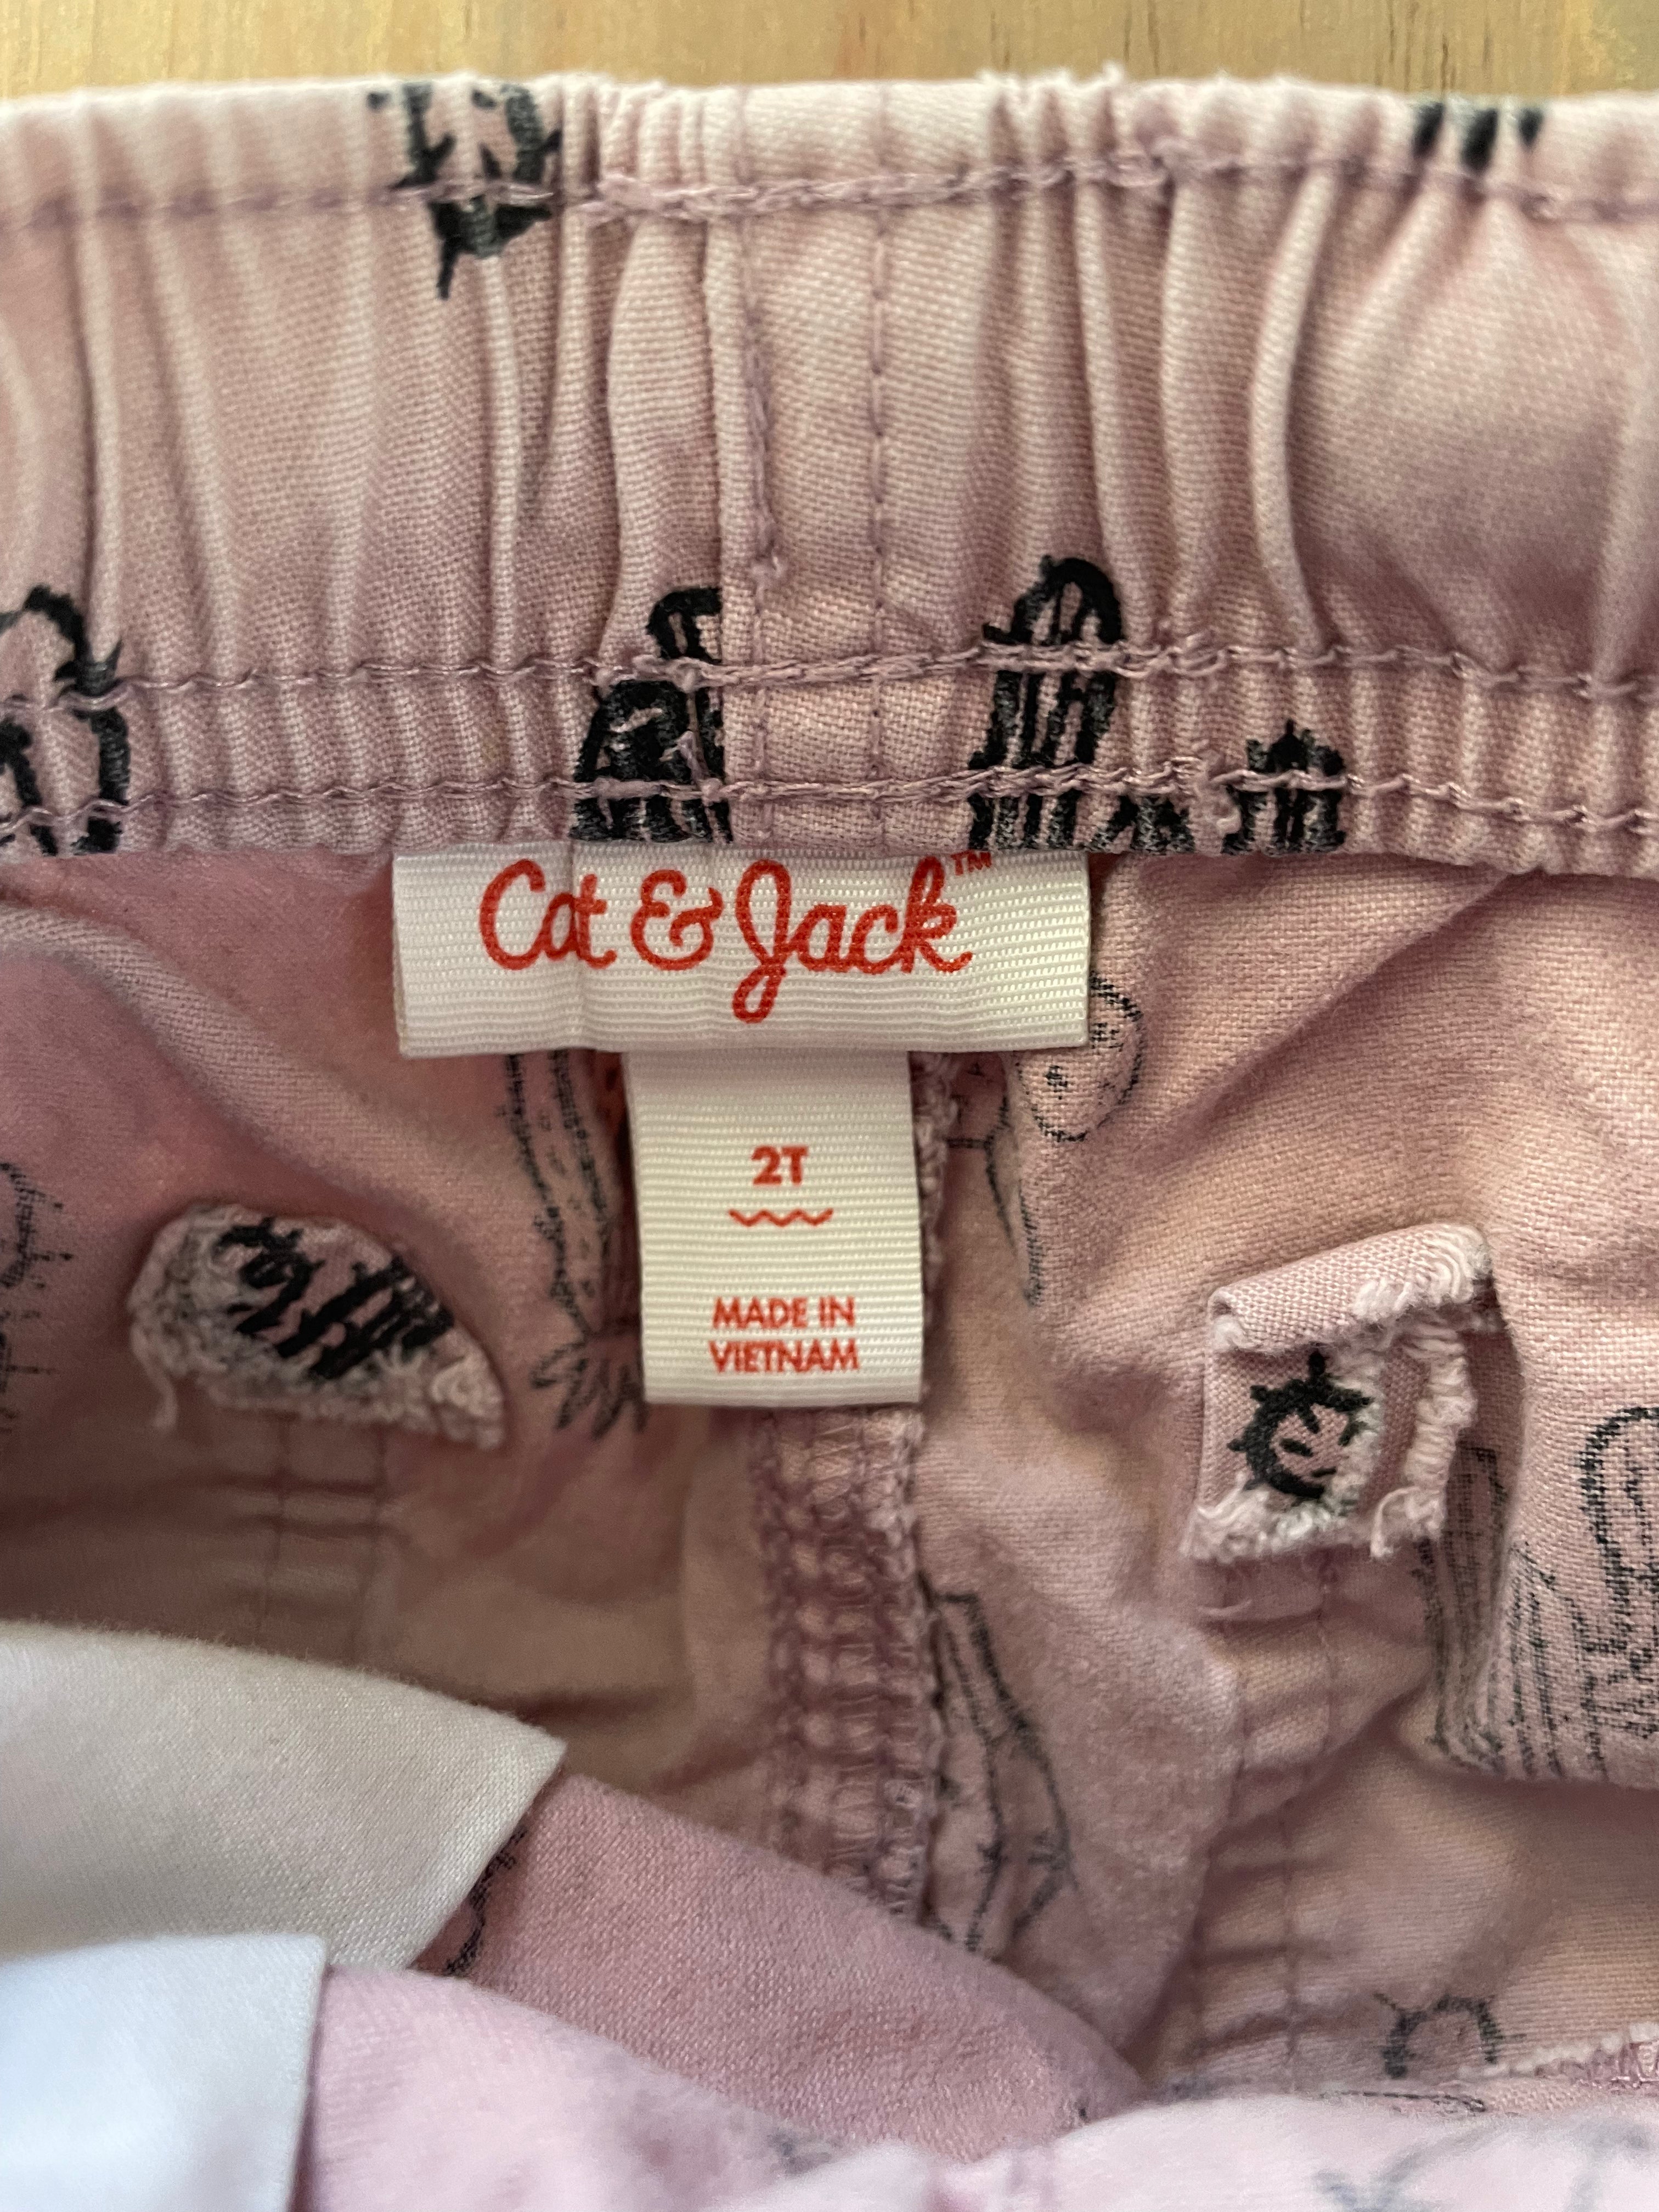 Cat & Jack™
2T
MADE IN
VIETNAM